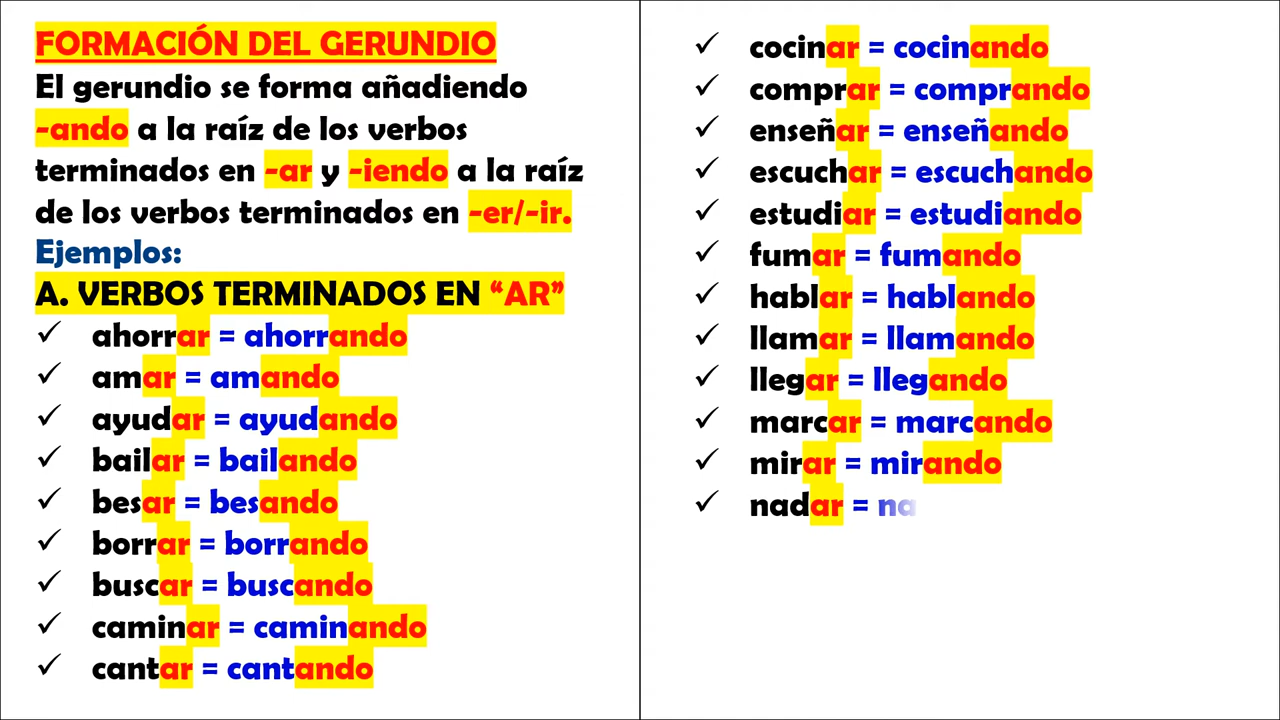 FORMACIÓN DEL GERUNDIO
El gerundio se forma añadiendo
-ando a la raíz de los verbos
terminados en -ar y -iendo a la raíz
de los verbos terminados en -er/-ir.
Ejemplos:
A. VERBOS TERMINADOS EN “AR”
✓ ahorrar = ahorrando
✓ amar = amando
✓ ayudar = ayudando
✓ bailar = bailando
✓ besar = besando
✓ borrar = borrando
✓ buscar = buscando
✓ caminar = caminando
✓ cantar = cantando
✓ cocinar = cocinando
✓ comprar = comprando
✓ enseñar = enseñando
✓ escuchar = escuchando
✓ estudiar = estudiando
✓ fumar = fumando
✓ hablar = hablando
✓ llamar = llamando
✓ llegar = llegando
✓ marcar = marcando
✓ mirar = mirando
✓ nadar = na